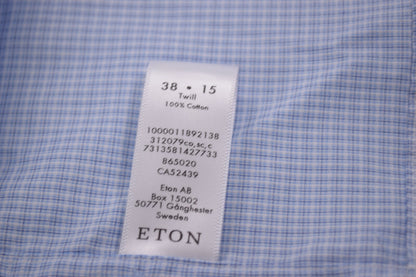 38 • 15
Twill
100% Cotton
1000011892138
312079co,sc,c
7313581427733
865020
CA52439
Eton AB
Box 15002
50771 Gånghester
Sweden
ETON